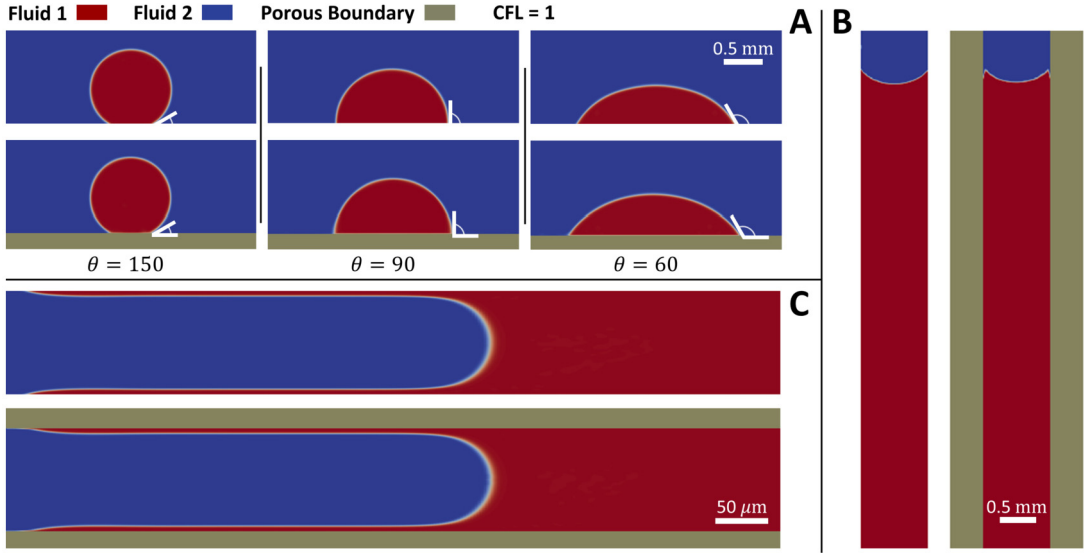 Fluid 1 Fluid 2 Porous Boundary CFL = 1
A
0.5 mm
θ = 150 θ = 90 θ = 60
B
0.5 mm
C
50 μm